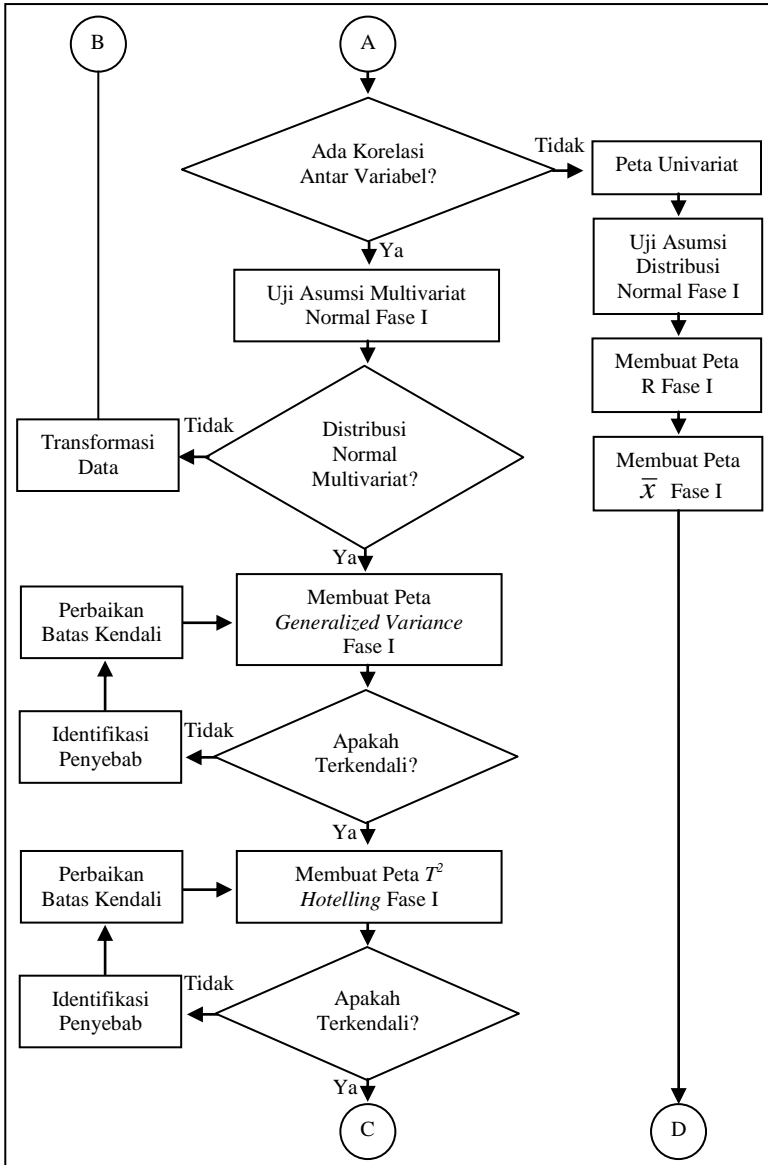 B
A
Ada Korelasi
Antar Variabel?
Tidak
Peta Univariat
Uji Asumsi
Distribusi
Normal Fase I
Membuat Peta
R Fase I
Membuat Peta
x̅ Fase I
Ya
Uji Asumsi Multivariat
Normal Fase I
Distribusi
Normal
Multivariat?
Tidak
Transformasi
Data
Ya
Membuat Peta
Generalized Variance
Fase I
Perbaikan
Batas Kendali
Apakah
Terkendali?
Tidak
Identifikasi
Penyebab
Ya
Membuat Peta T²
Hotelling Fase I
Perbaikan
Batas Kendali
Apakah
Terkendali?
Tidak
Identifikasi
Penyebab
Ya
C
D